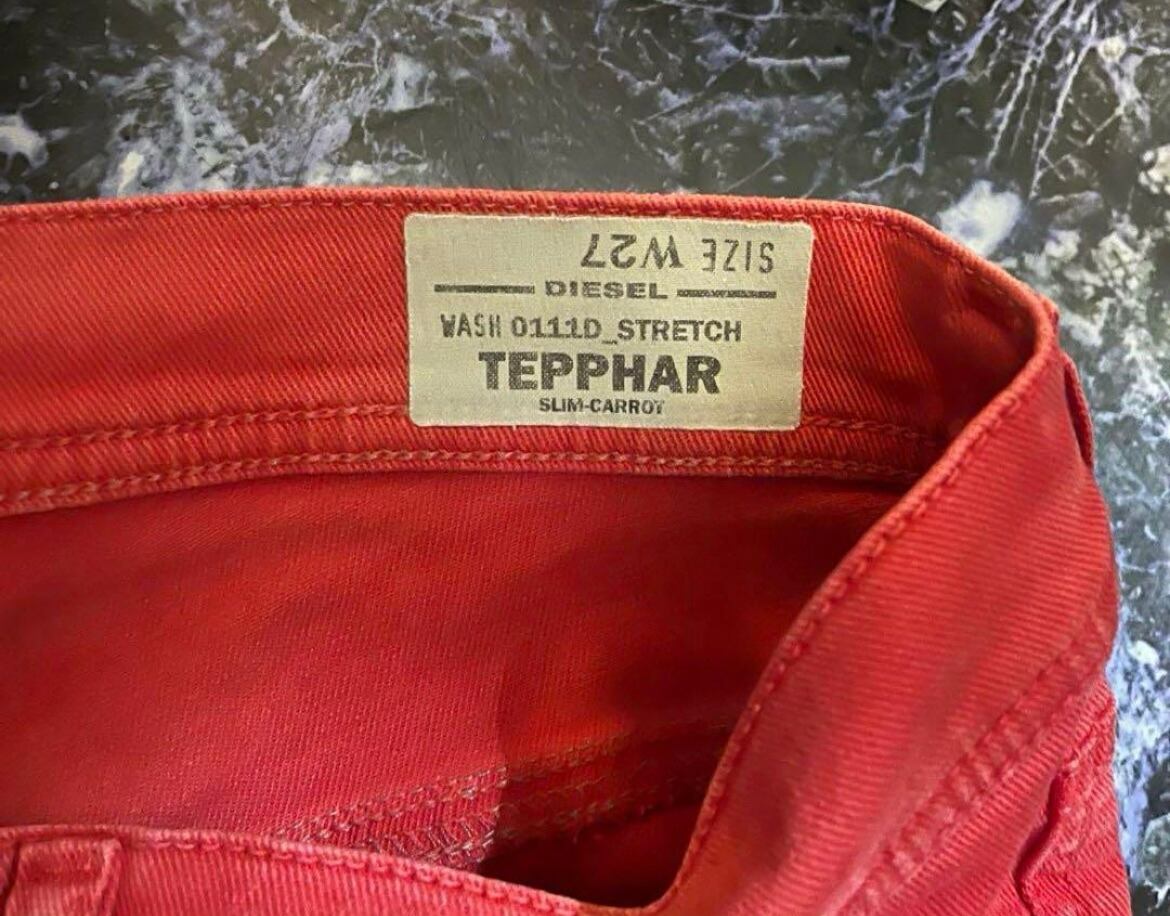 SIZE W27
DIESEL
WASH 0111D_STRETCH
TEPPHAR
SLIM-CARROT